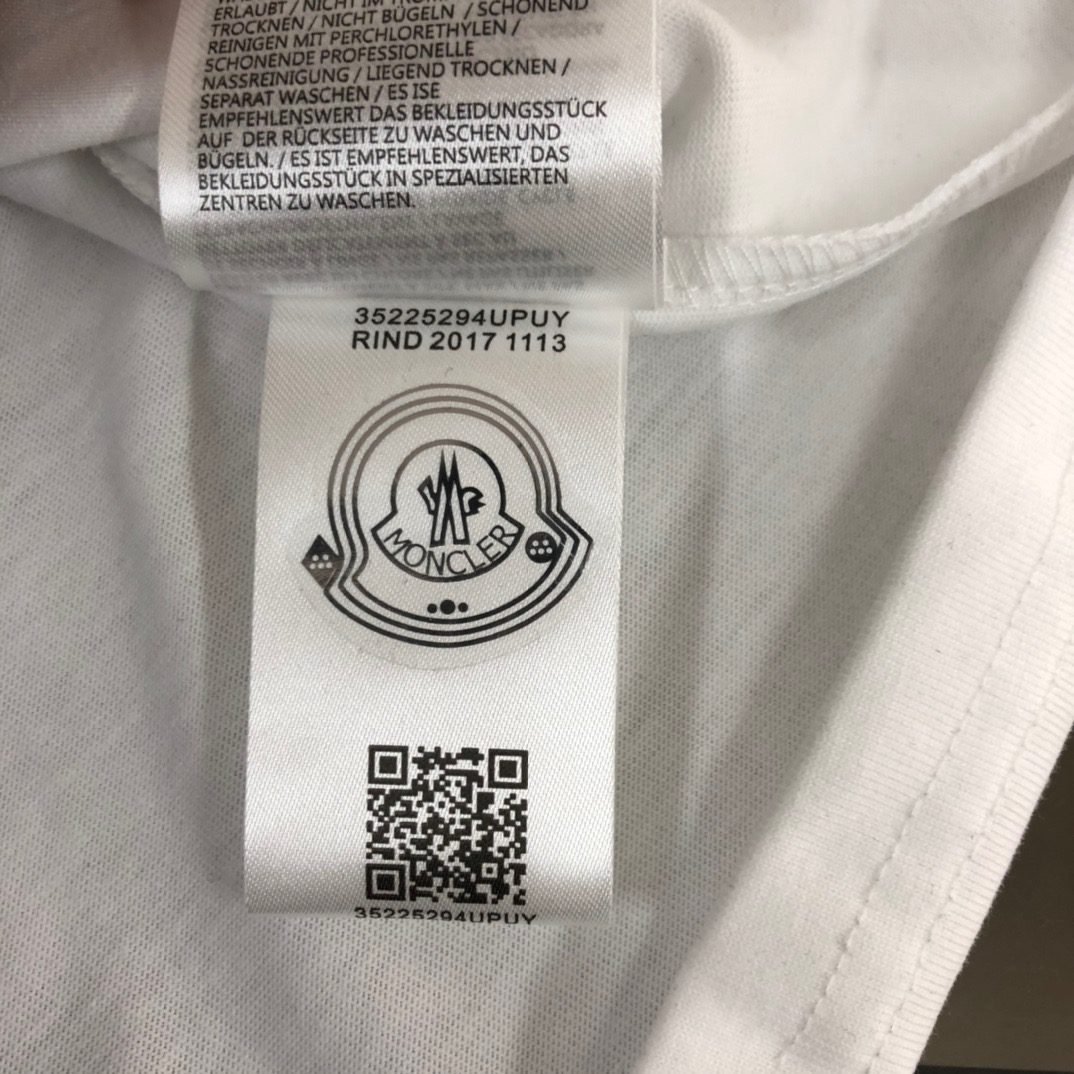 ERLAUBT / NICHT IM
TROCKNEN / NICHT BÜGELN / SCHONEND
REINIGEN MIT PERCHLORETHYLEN /
SCHONENDE PROFESSIONELLE
NASSREINIGUNG / LIEGEND TROCKNEN /
SEPARAT WASCHEN / ES ISE
EMPFEHLENSWERT DAS BEKLEIDUNGSSTÜCK
AUF DER RÜCKSEITE ZU WASCHEN UND
BÜGELN. / ES IST EMPFEHLENSWERT, DAS
BEKLEIDUNGSSTÜCK IN SPEZIALISIERTEN
ZENTREN ZU WASCHEN.
35225294UPUY
RIND 2017 1113
MONCLER
35225294UPUY